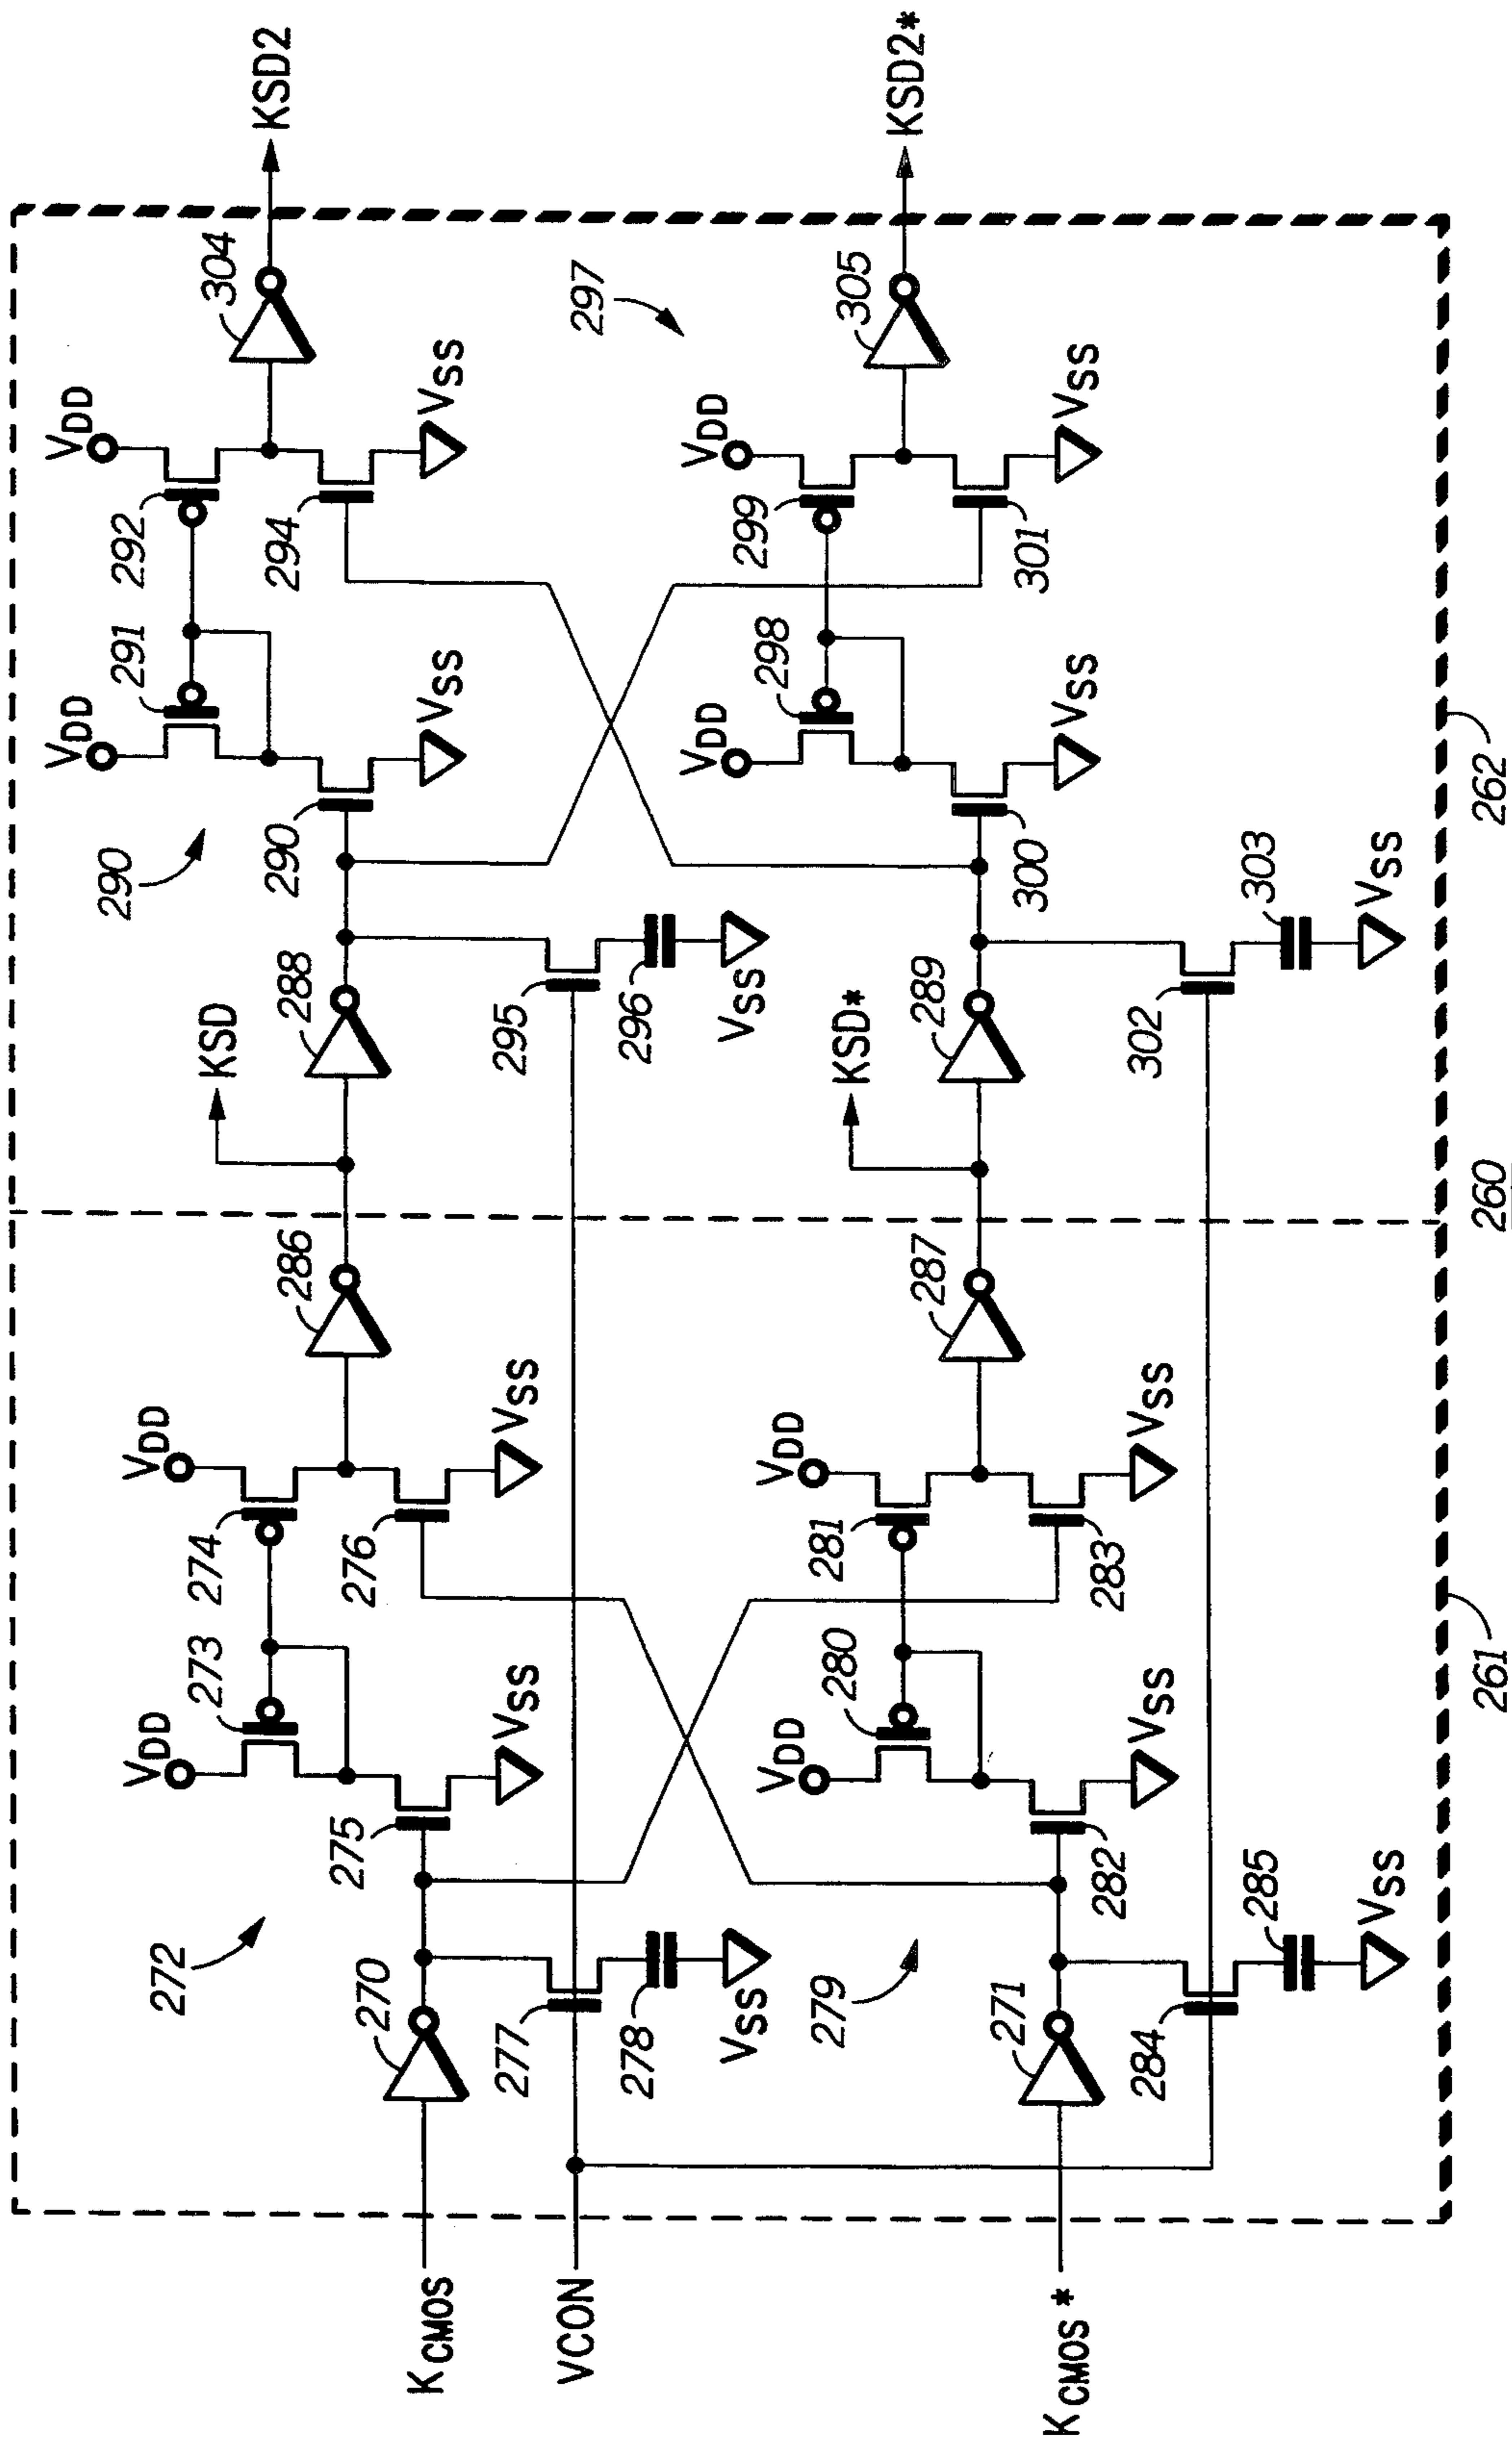 KCMOS
VCON
KCMOS*
272
270
277
278
VSS
279
271
284
285
VSS
VDD
273
275
VSS
VDD
274
276
VSS
VDD
280
282
VSS
VDD
281
283
VSS
286
287
261
260
KSD
288
295
296
VSS
KSD*
289
302
303
VSS
290
290
VDD
291
VSS
VDD
292
294
VSS
300
VDD
298
VSS
VDD
299
301
VSS
297
304
305
262
KSD2
KSD2*